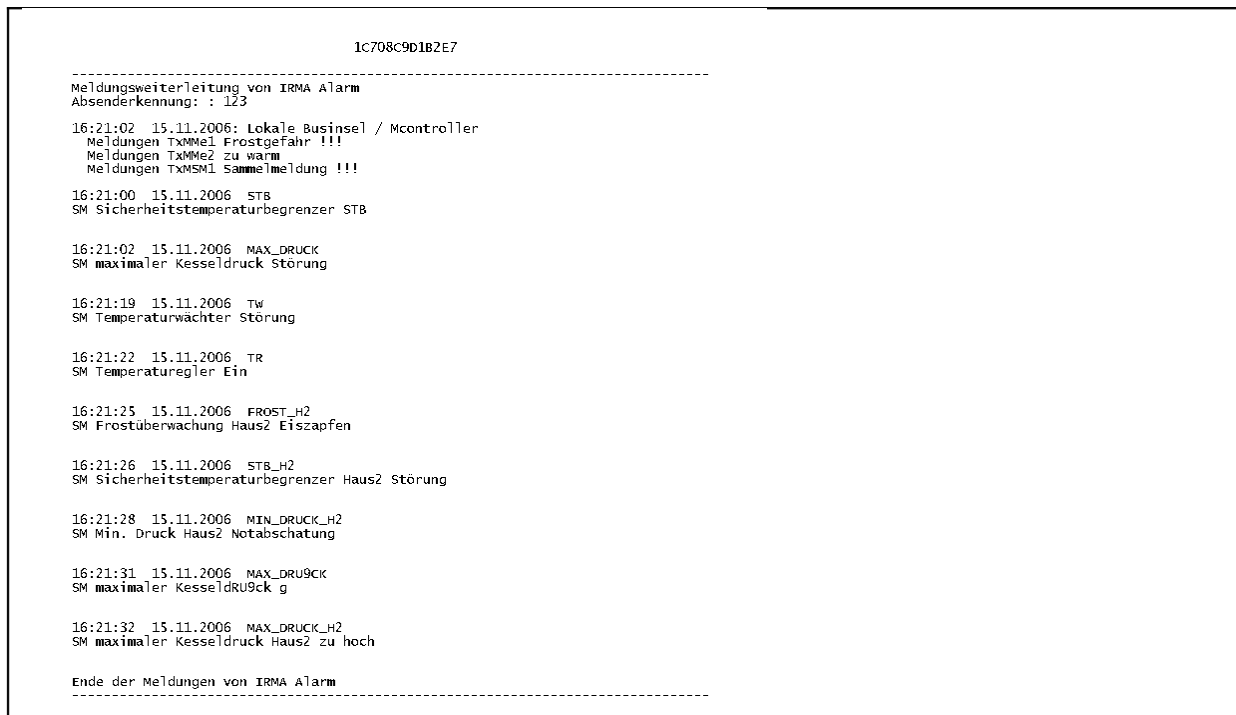 1C708C9D1B2E7
--------------------------------------------------------------------------------
Meldungsweiterleitung von IRMA Alarm
Absenderkennung: : 123
16:21:02  15.11.2006: Lokale Businsel / Mcontroller
  Meldungen TxMMe1 Frostgefahr !!!
  Meldungen TxMMe2 zu warm
  Meldungen TxMSM1 Sammelmeldung !!!
16:21:00  15.11.2006  STB
SM Sicherheitstemperaturbegrenzer STB
16:21:02  15.11.2006  MAX_DRUCK
SM maximaler Kesseldruck Störung
16:21:19  15.11.2006  TW
SM Temperaturwächter Störung
16:21:22  15.11.2006  TR
SM Temperaturegler Ein
16:21:25  15.11.2006  FROST_H2
SM Frostüberwachung Haus2 Eiszapfen
16:21:26  15.11.2006  STB_H2
SM Sicherheitstemperaturbegrenzer Haus2 Störung
16:21:28  15.11.2006  MIN_DRUCK_H2
SM Min. Druck Haus2 Notabschatung
16:21:31  15.11.2006  MAX_DRU9CK
SM maximaler KesseldRU9ck g
16:21:32  15.11.2006  MAX_DRUCK_H2
SM maximaler Kesseldruck Haus2 zu hoch
Ende der Meldungen von IRMA Alarm
--------------------------------------------------------------------------------